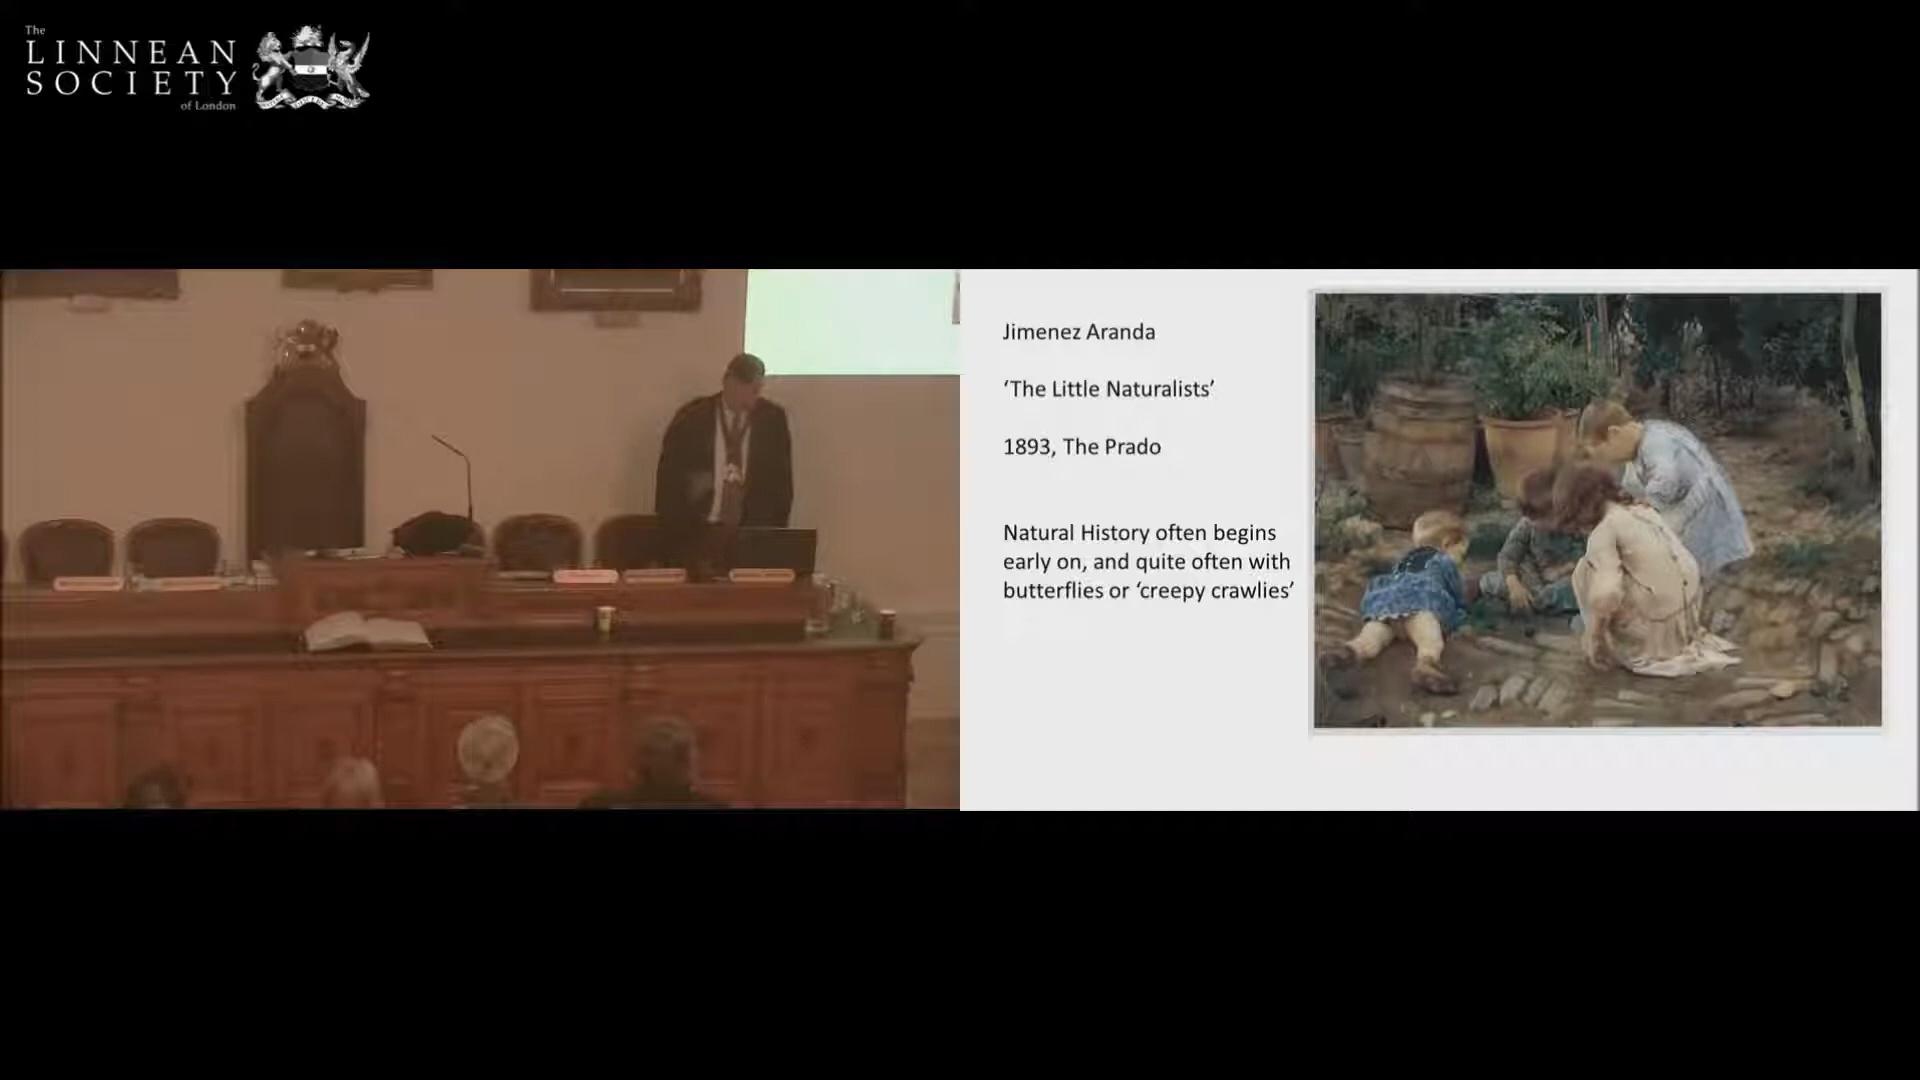 The
LINNEAN
SOCIETY
of London
Jimenez Aranda
‘The Little Naturalists’
1893, The Prado
Natural History often begins
early on, and quite often with
butterflies or ‘creepy crawlies’